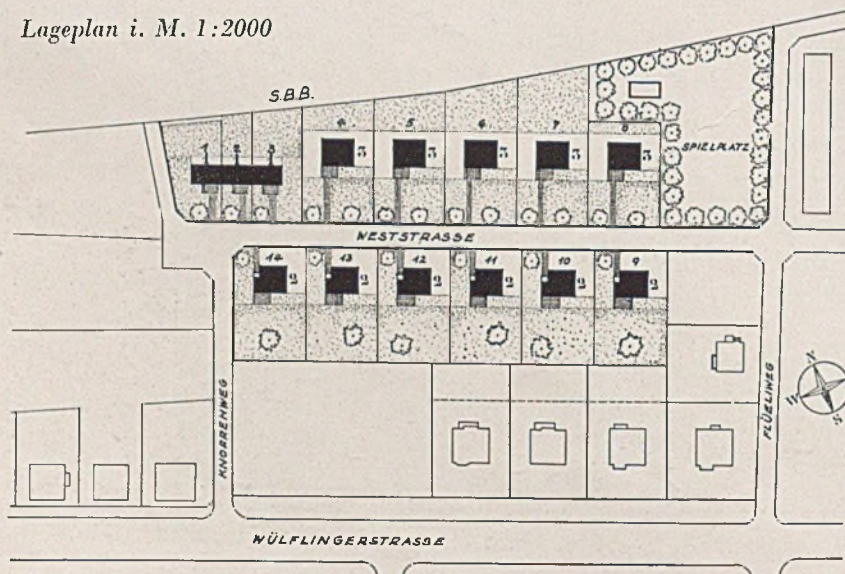 Lageplan i. M. 1:2000
S.B.B.
1 2 3 4 5 6 7 8
3 3 3 3 3
SPIELPLATZ
WESTSTRASSE
14 13 12 11 10 9
2 2 2 2 2 2
KNORRENWEG
FLÜELIWEG
N
W
S
WÜLFLINGERSTRASSE